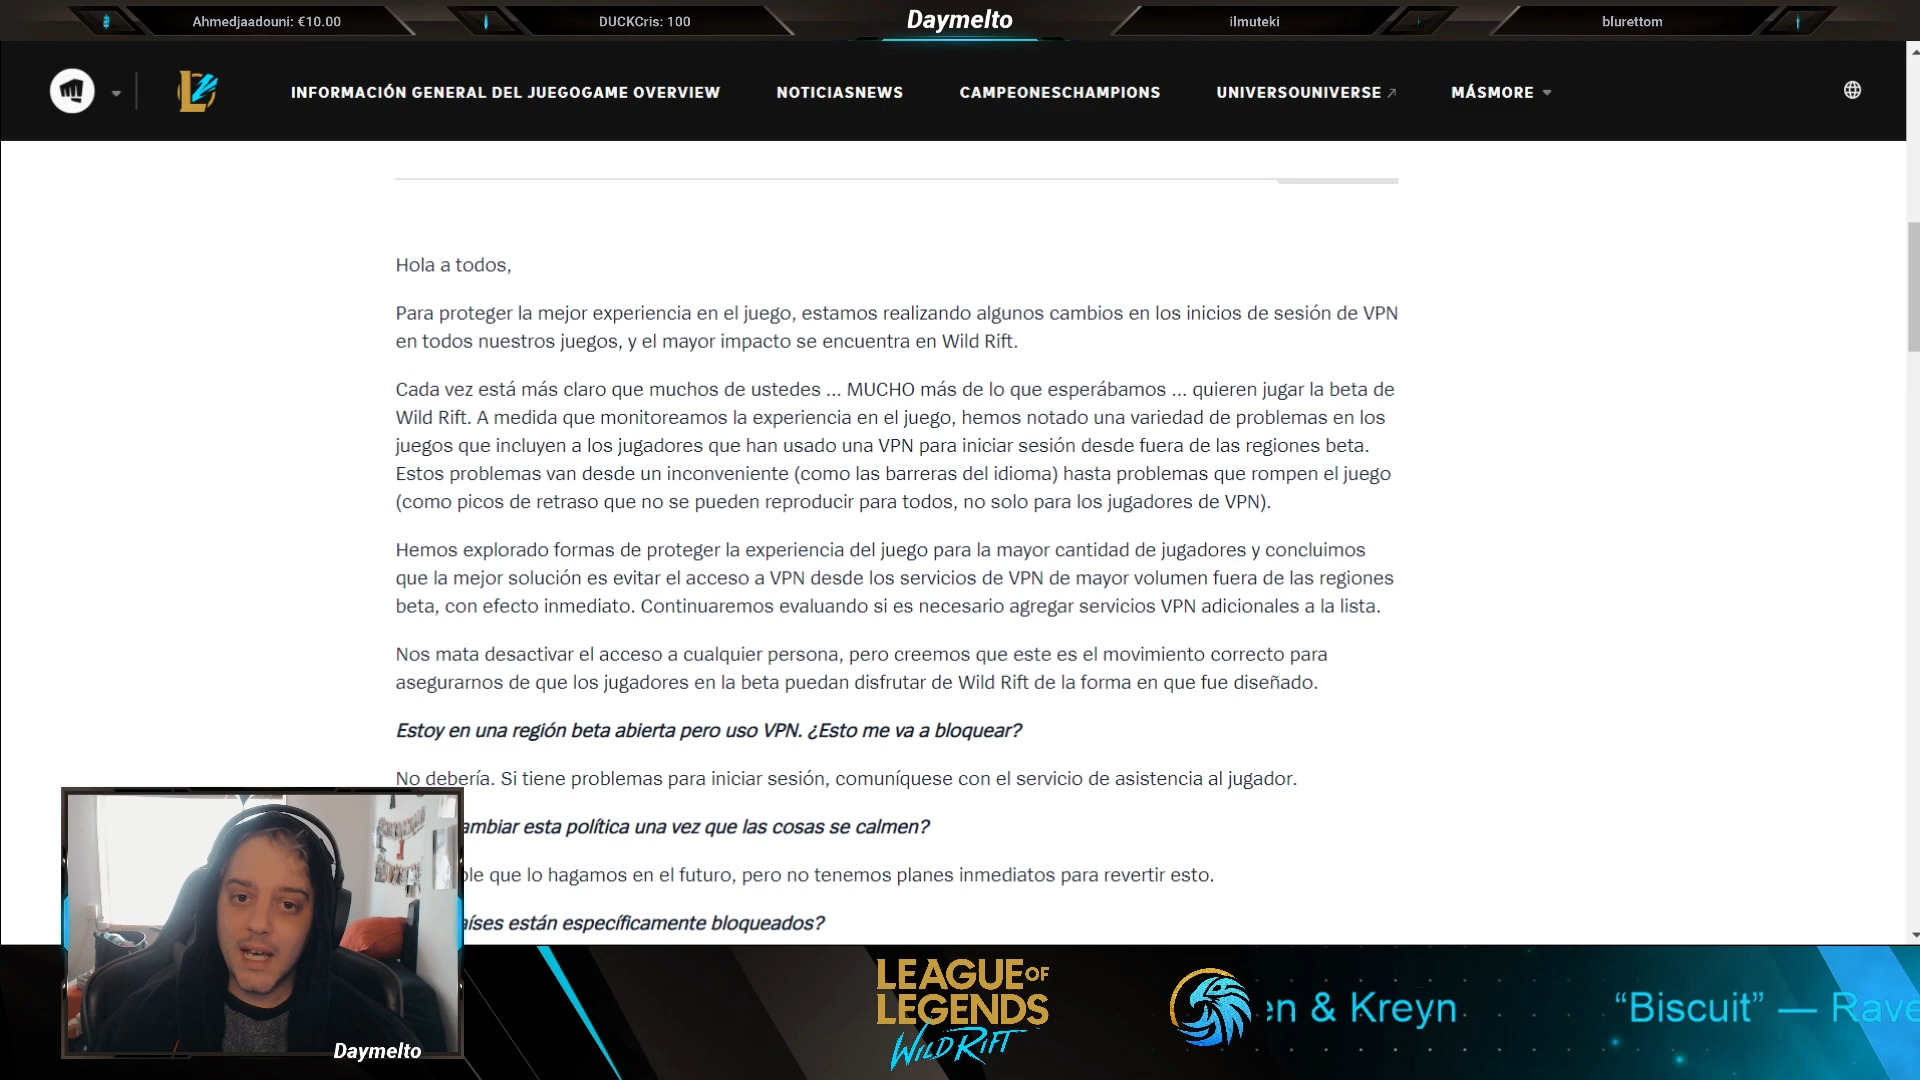 Ahmedjaadouni: €10.00
DUCKCris: 100
Daymelto
ilmuteki
blurettom
INFORMACIÓN GENERAL DEL JUEGOGAME OVERVIEW
NOTICIASNEWS
CAMPEONESCHAMPIONS
UNIVERSOUNIVERSE
MÁSMORE
Hola a todos,
Para proteger la mejor experiencia en el juego, estamos realizando algunos cambios en los inicios de sesión de VPN
en todos nuestros juegos, y el mayor impacto se encuentra en Wild Rift.
Cada vez está más claro que muchos de ustedes ... MUCHO más de lo que esperábamos ... quieren jugar la beta de
Wild Rift. A medida que monitoreamos la experiencia en el juego, hemos notado una variedad de problemas en los
juegos que incluyen a los jugadores que han usado una VPN para iniciar sesión desde fuera de las regiones beta.
Estos problemas van desde un inconveniente (como las barreras del idioma) hasta problemas que rompen el juego
(como picos de retraso que no se pueden reproducir para todos, no solo para los jugadores de VPN).
Hemos explorado formas de proteger la experiencia del juego para la mayor cantidad de jugadores y concluimos
que la mejor solución es evitar el acceso a VPN desde los servicios de VPN de mayor volumen fuera de las regiones
beta, con efecto inmediato. Continuaremos evaluando si es necesario agregar servicios VPN adicionales a la lista.
Nos mata desactivar el acceso a cualquier persona, pero creemos que este es el movimiento correcto para
asegurarnos de que los jugadores en la beta puedan disfrutar de Wild Rift de la forma en que fue diseñado.
Estoy en una región beta abierta pero uso VPN. ¿Esto me va a bloquear?
No debería. Si tiene problemas para iniciar sesión, comuníquese con el servicio de asistencia al jugador.
ambiar esta política una vez que las cosas se calmen?
ble que lo hagamos en el futuro, pero no tenemos planes inmediatos para revertir esto.
aíses están específicamente bloqueados?
Daymelto
LEAGUE OF
LEGENDS
WILD RIFT
en & Kreyn
“Biscuit” — Rave